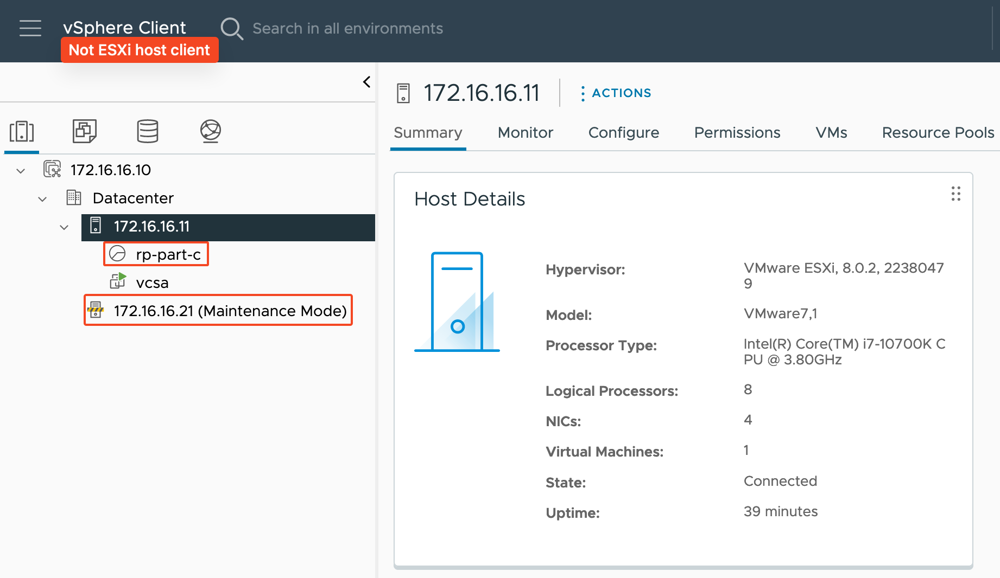 vSphere Client
Search in all environments
Not ESXi host client
172.16.16.10
Datacenter
172.16.16.11
rp-part-c
vcsa
172.16.16.21 (Maintenance Mode)
172.16.16.11
ACTIONS
Summary
Monitor
Configure
Permissions
VMs
Resource Pools
Host Details
Hypervisor:
VMware ESXi, 8.0.2, 2238047
9
Model:
VMware7,1
Processor Type:
Intel(R) Core(TM) i7-10700K C
PU @ 3.80GHz
Logical Processors:
8
NICs:
4
Virtual Machines:
1
State:
Connected
Uptime:
39 minutes